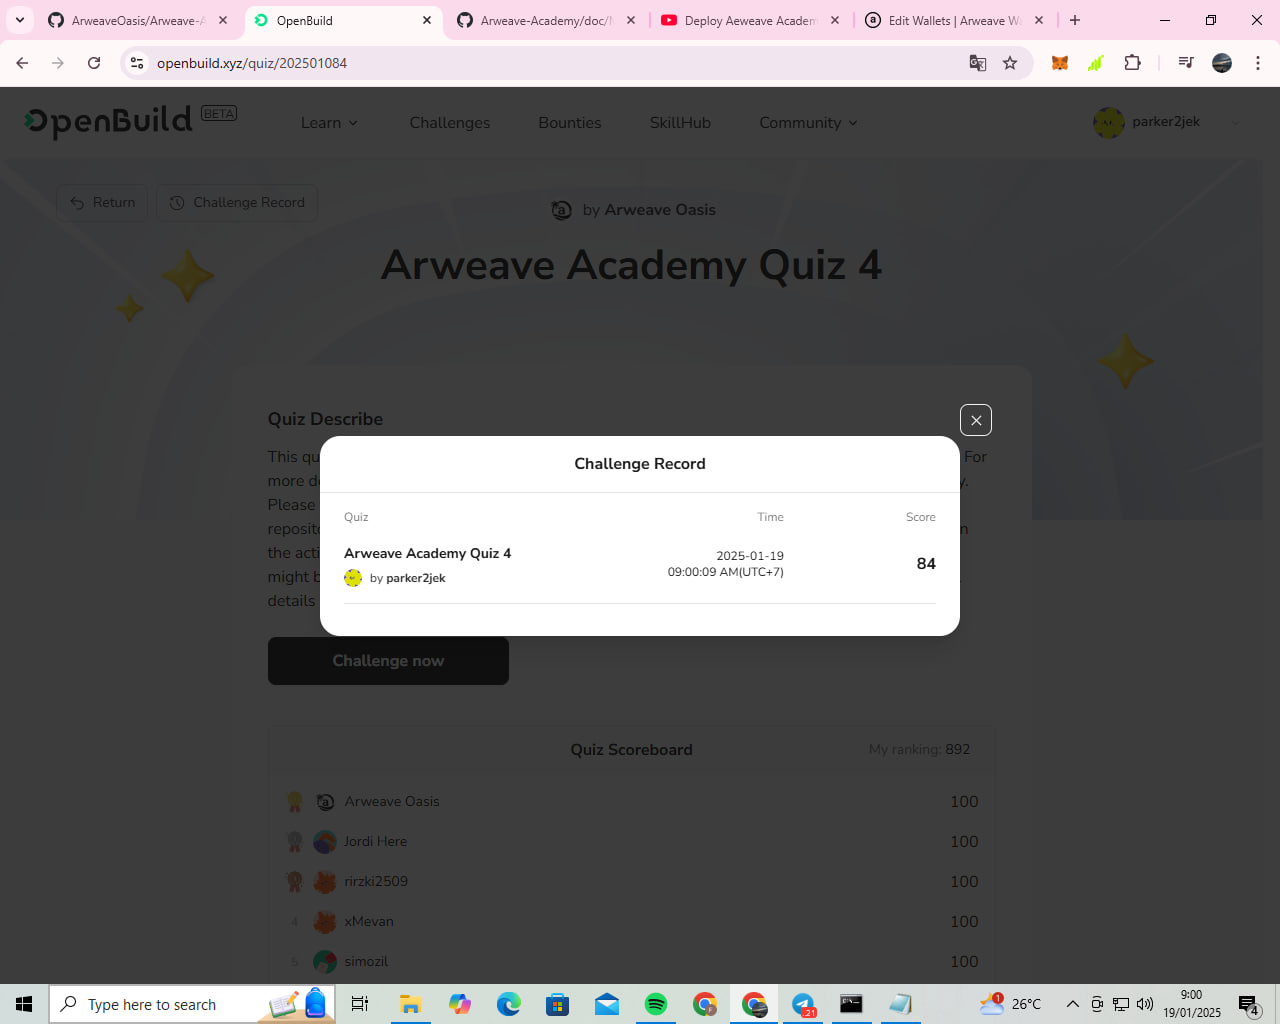 ArweaveOasis/Arweave-A
OpenBuild
Arweave-Academy/doc/
Deploy Aeweave Academ
Edit Wallets | Arweave W
openbuild.xyz/quiz/202501084
OpenBuild BETA
Learn
Challenges
Bounties
SkillHub
Community
parker2jek
Return
Challenge Record
by Arweave Oasis
Arweave Academy Quiz 4
Quiz Describe
This qu
For
more d
y.
Please
reposit
n
the acti
might b
details
Challenge Record
Quiz
Time
Score
Arweave Academy Quiz 4
by parker2jek
2025-01-19
09:00:09 AM(UTC+7)
84
Challenge now
Quiz Scoreboard
My ranking: 892
Arweave Oasis
100
Jordi Here
100
rirzki2509
100
4
xMevan
100
5
simozil
100
Type here to search
1
26°C
9:00
19/01/2025
4
.21